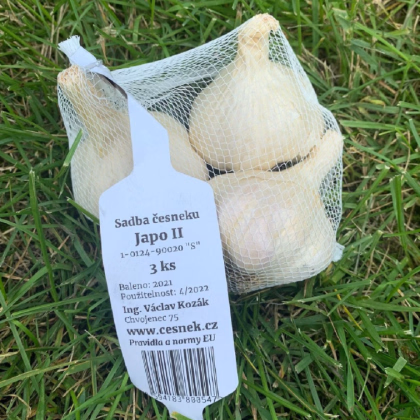 Sadba česneku
Japo II
1-0124-90020 "S"
3 ks
Baleno: 2021
Použitelnost: 4/2022
Ing. Václav Kozák
Chvojenec 75
www.cesnek.cz
Pravidla a normy EU